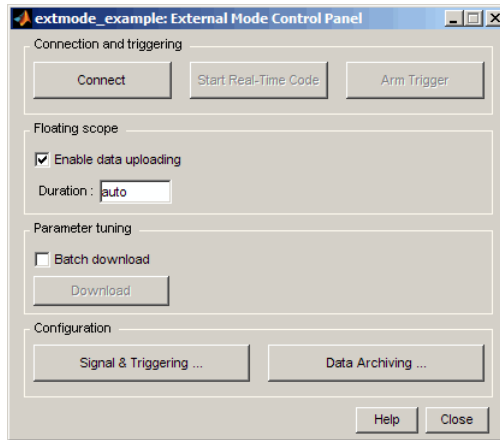 extmode_example: External Mode Control Panel
Connection and triggering
Connect
Start Real-Time Code
Arm Trigger
Floating scope
Enable data uploading
Duration : auto
Parameter tuning
Batch download
Download
Configuration
Signal & Triggering ...
Data Archiving ...
Help
Close